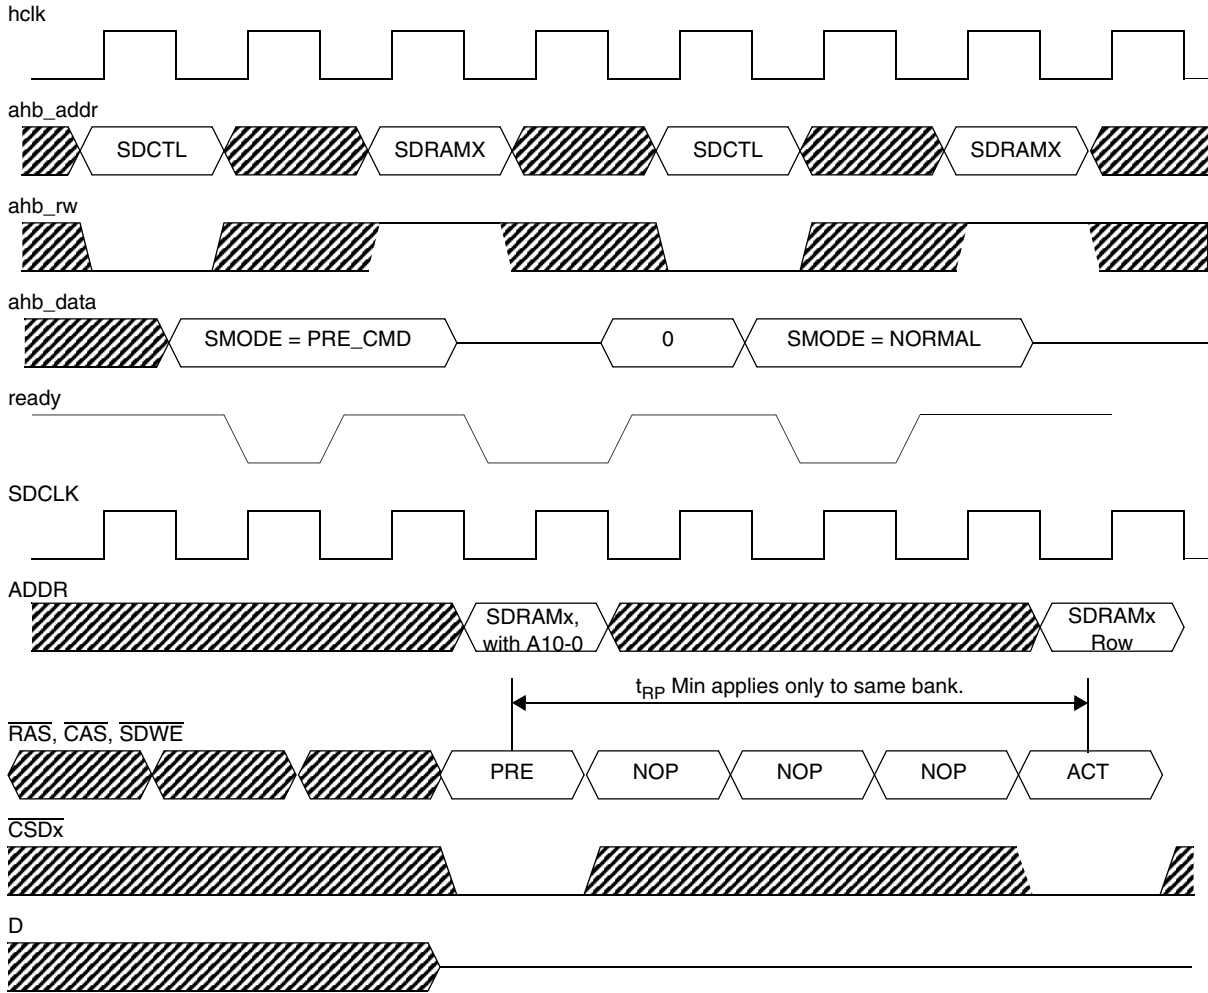 hclk
ahb_addr
SDCTL SDRAMX SDCTL SDRAMX
ahb_rw
ahb_data
SMODE = PRE_CMD 0 SMODE = NORMAL
ready
SDCLK
ADDR
SDRAMx, SDRAMx
with A10-0 Row
tRP Min applies only to same bank.
RAS, CAS, SDWE
PRE NOP NOP NOP ACT
CSDx
D